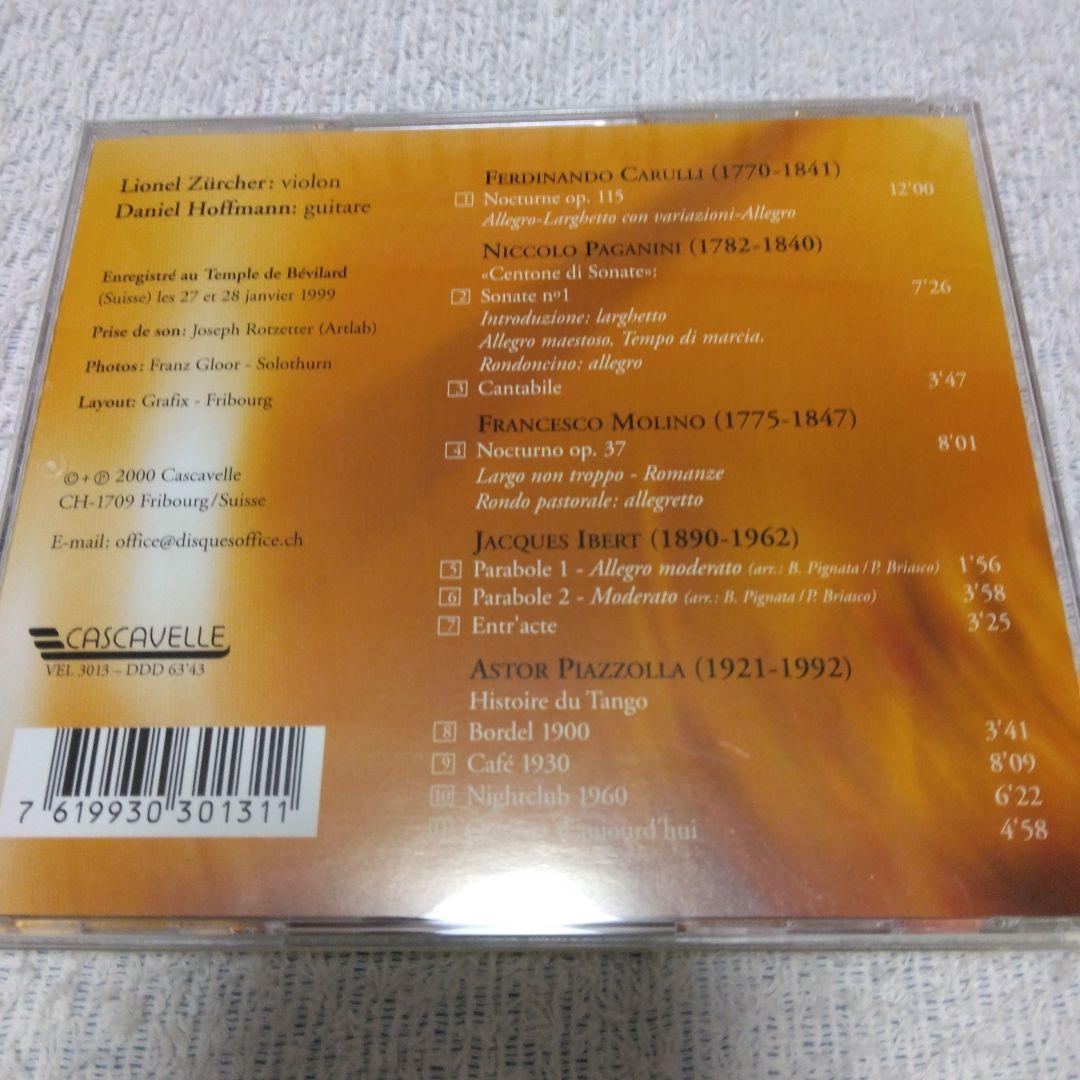 Lionel Zürcher: violon
Daniel Hoffmann: guitare
Enregistré au Temple de Bévilard
(Suisse) les 27 et 28 janvier 1999
Prise de son: Joseph Rotzetter (Artlab)
Photos: Franz Gloor - Solothurn
Layout: Grafix - Fribourg
©+℗ 2000 Cascavelle
CH-1709 Fribourg/Suisse
E-mail: office@disquesoffice.ch
CASCAVELLE
VEL 3013 – DDD 63'43
7 619930 301311
Ferdinando Carulli (1770-1841)
1 Nocturne op. 115 12'00
Allegro-Larghetto con variazioni-Allegro
Niccolo Paganini (1782-1840)
«Centone di Sonate»:
2 Sonate nº1 7'26
Introduzione: larghetto
Allegro maestoso. Tempo di marcia.
Rondoncino: allegro
3 Cantabile 3'47
Francesco Molino (1775-1847)
4 Nocturno op. 37 8'01
Largo non troppo - Romanze
Rondo pastorale: allegretto
Jacques Ibert (1890-1962)
5 Parabole 1 - Allegro moderato (arr.: B. Pignata / P. Briasco) 1'56
6 Parabole 2 - Moderato (arr.: B. Pignata / P. Briasco) 3'58
7 Entr'acte 3'25
Astor Piazzolla (1921-1992)
Histoire du Tango
8 Bordel 1900 3'41
9 Café 1930 8'09
10 Nightclub 1960 6'22
d'aujourd'hui 4'58